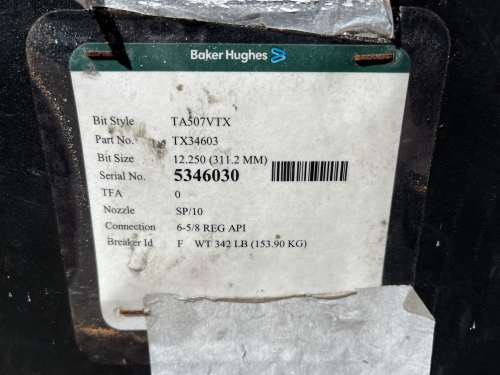 Baker Hughes
Bit Style TA507VTX
Part No. TX34603
Bit Size 12.250 (311.2 MM)
Serial No. 5346030
TFA 0
Nozzle SP/10
Connection 6-5/8 REG API
Breaker Id F WT 342 LB (153.90 KG)